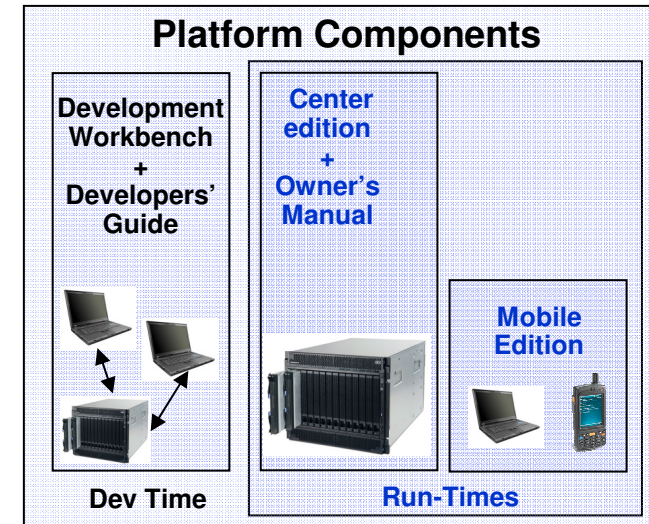 Platform Components
Development
Workbench
+
Developers'
Guide
Center
edition
+
Owner's
Manual
Mobile
Edition
Dev Time
Run-Times